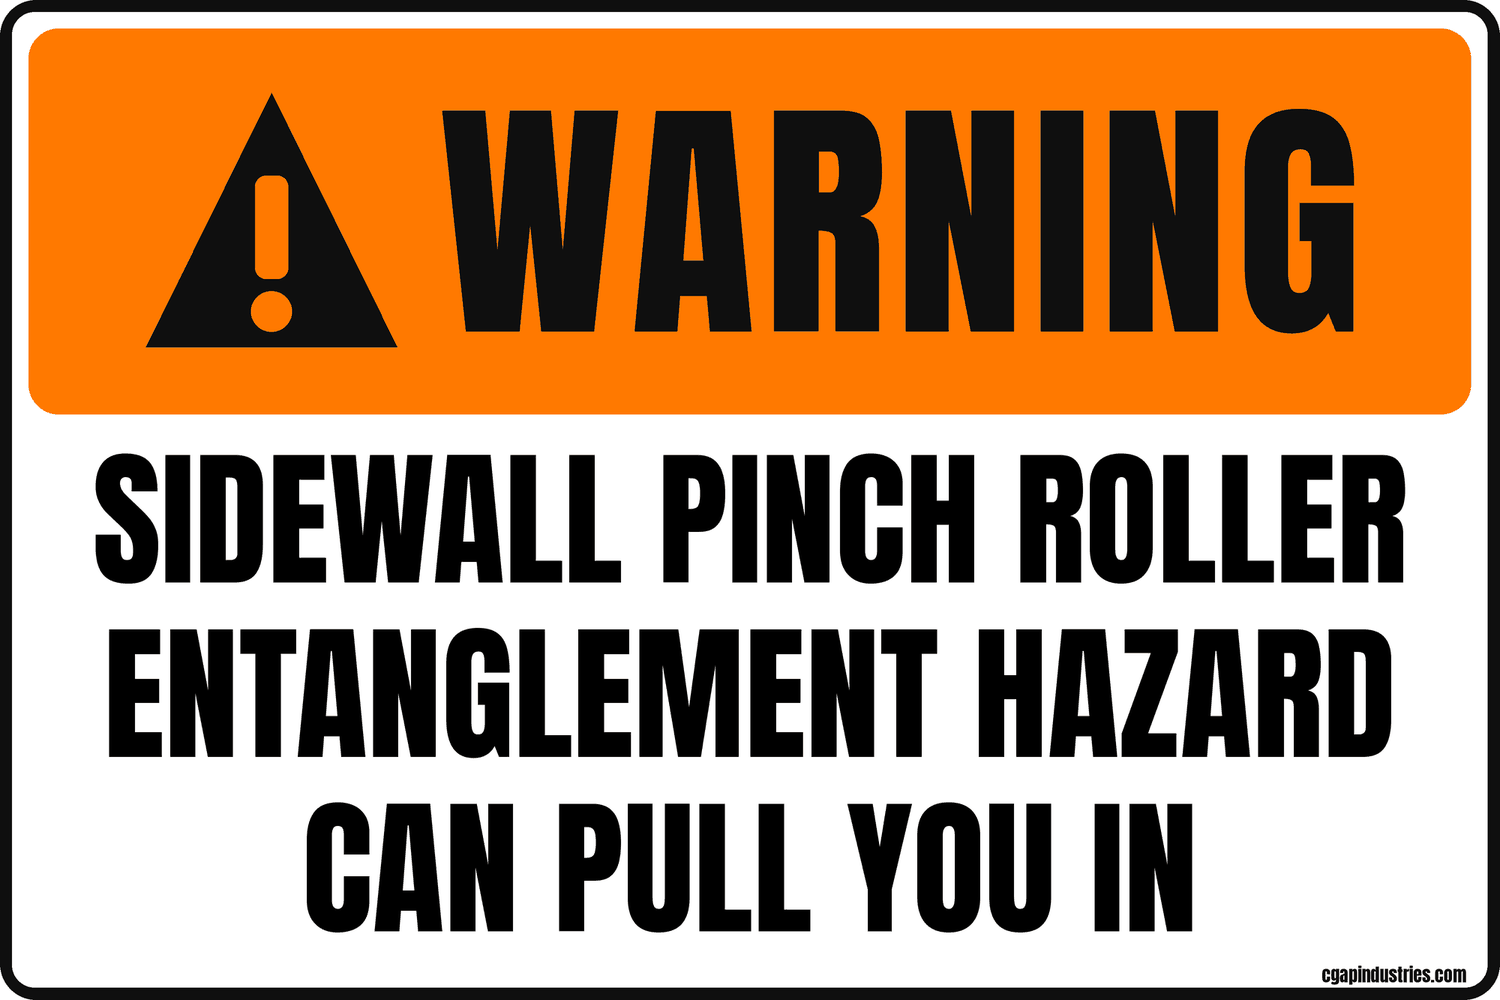 WARNING
SIDEWALL PINCH ROLLER
ENTANGLEMENT HAZARD
CAN PULL YOU IN
cgapindustries.com